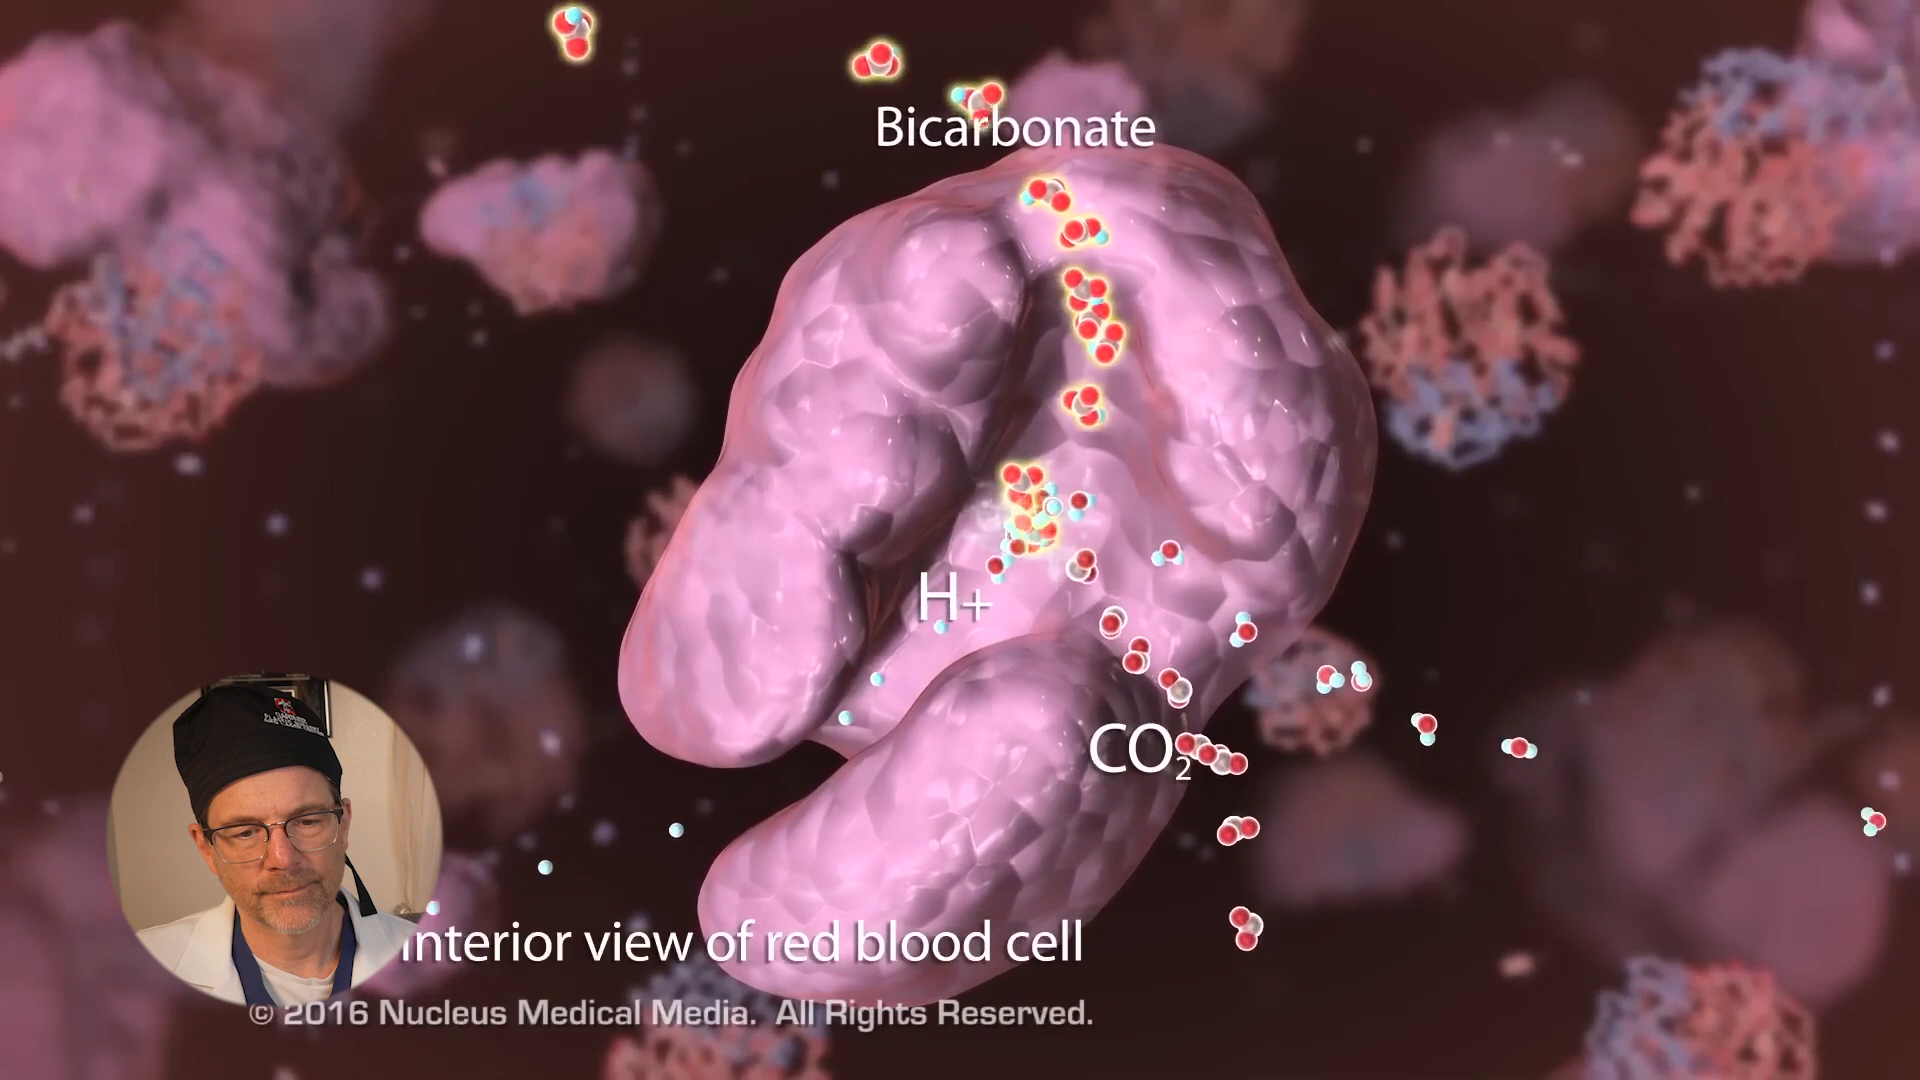 Bicarbonate
H+
CO₂
Interior view of red blood cell
© 2016 Nucleus Medical Media. All Rights Reserved.